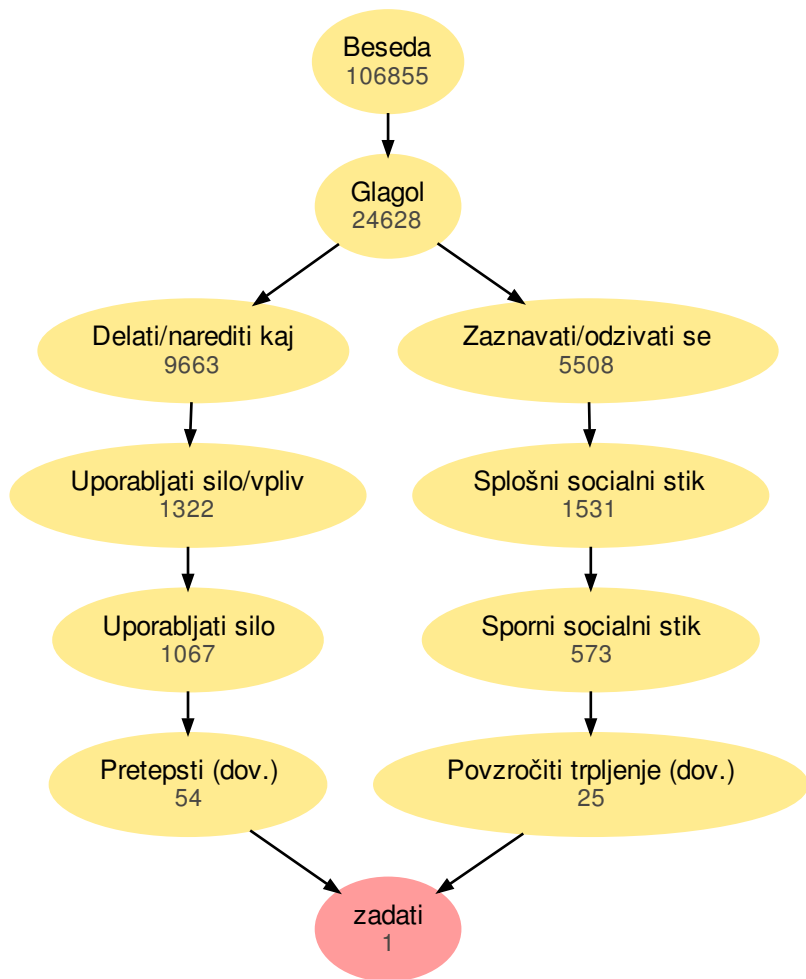 Beseda
106855
Glagol
24628
Delati/narediti kaj
9663
Zaznavati/odzivati se
5508
Uporabljati silo/vpliv
1322
Splošni socialni stik
1531
Uporabljati silo
1067
Sporni socialni stik
573
Pretepsti (dov.)
54
Povzročiti trpljenje (dov.)
25
zadati
1